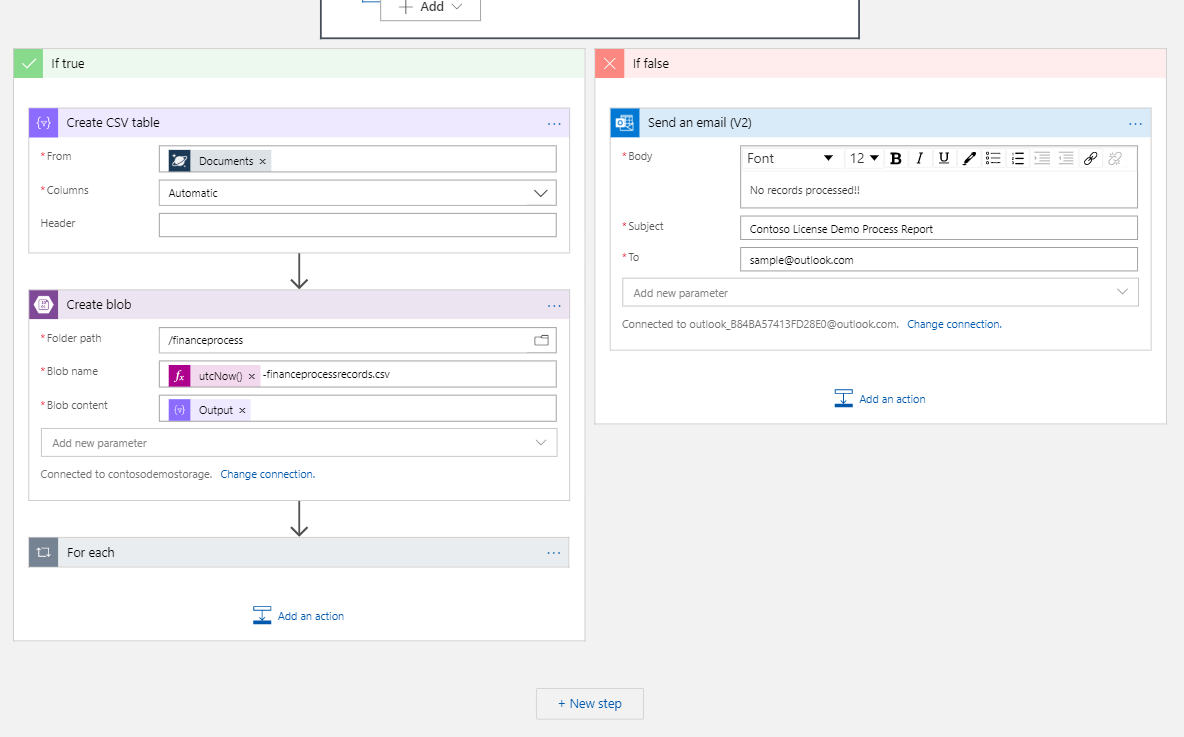 Add
If true
Create CSV table
...
* From
Documents ×
* Columns
Automatic
Header
Create blob
...
* Folder path
/financeprocess
* Blob name
fx utcNow() × -financeprocessrecords.csv
* Blob content
Output ×
Add new parameter
Connected to contosodemostorage. Change connection.
For each
...
Add an action
If false
Send an email (V2)
...
* Body
Font 12 B I U
No records processed!!
* Subject
Contoso License Demo Process Report
* To
sample@outlook.com
Add new parameter
Connected to outlook_B84BA57413FD28E0@outlook.com. Change connection.
Add an action
+ New step